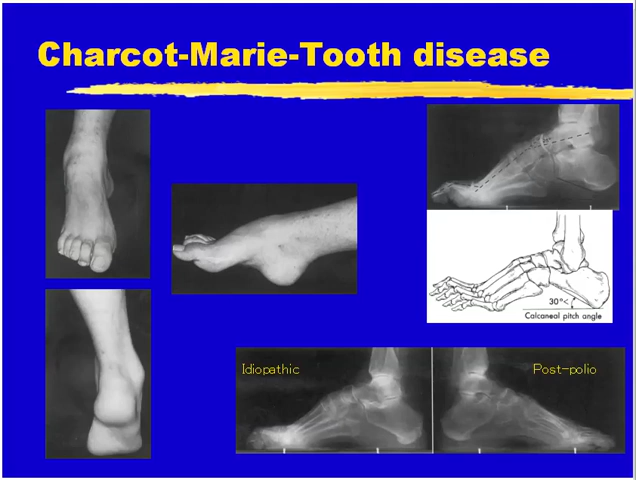 Charcot-Marie-Tooth disease
30°<
Calcaneal pitch angle
Idiopathic
Post-polio